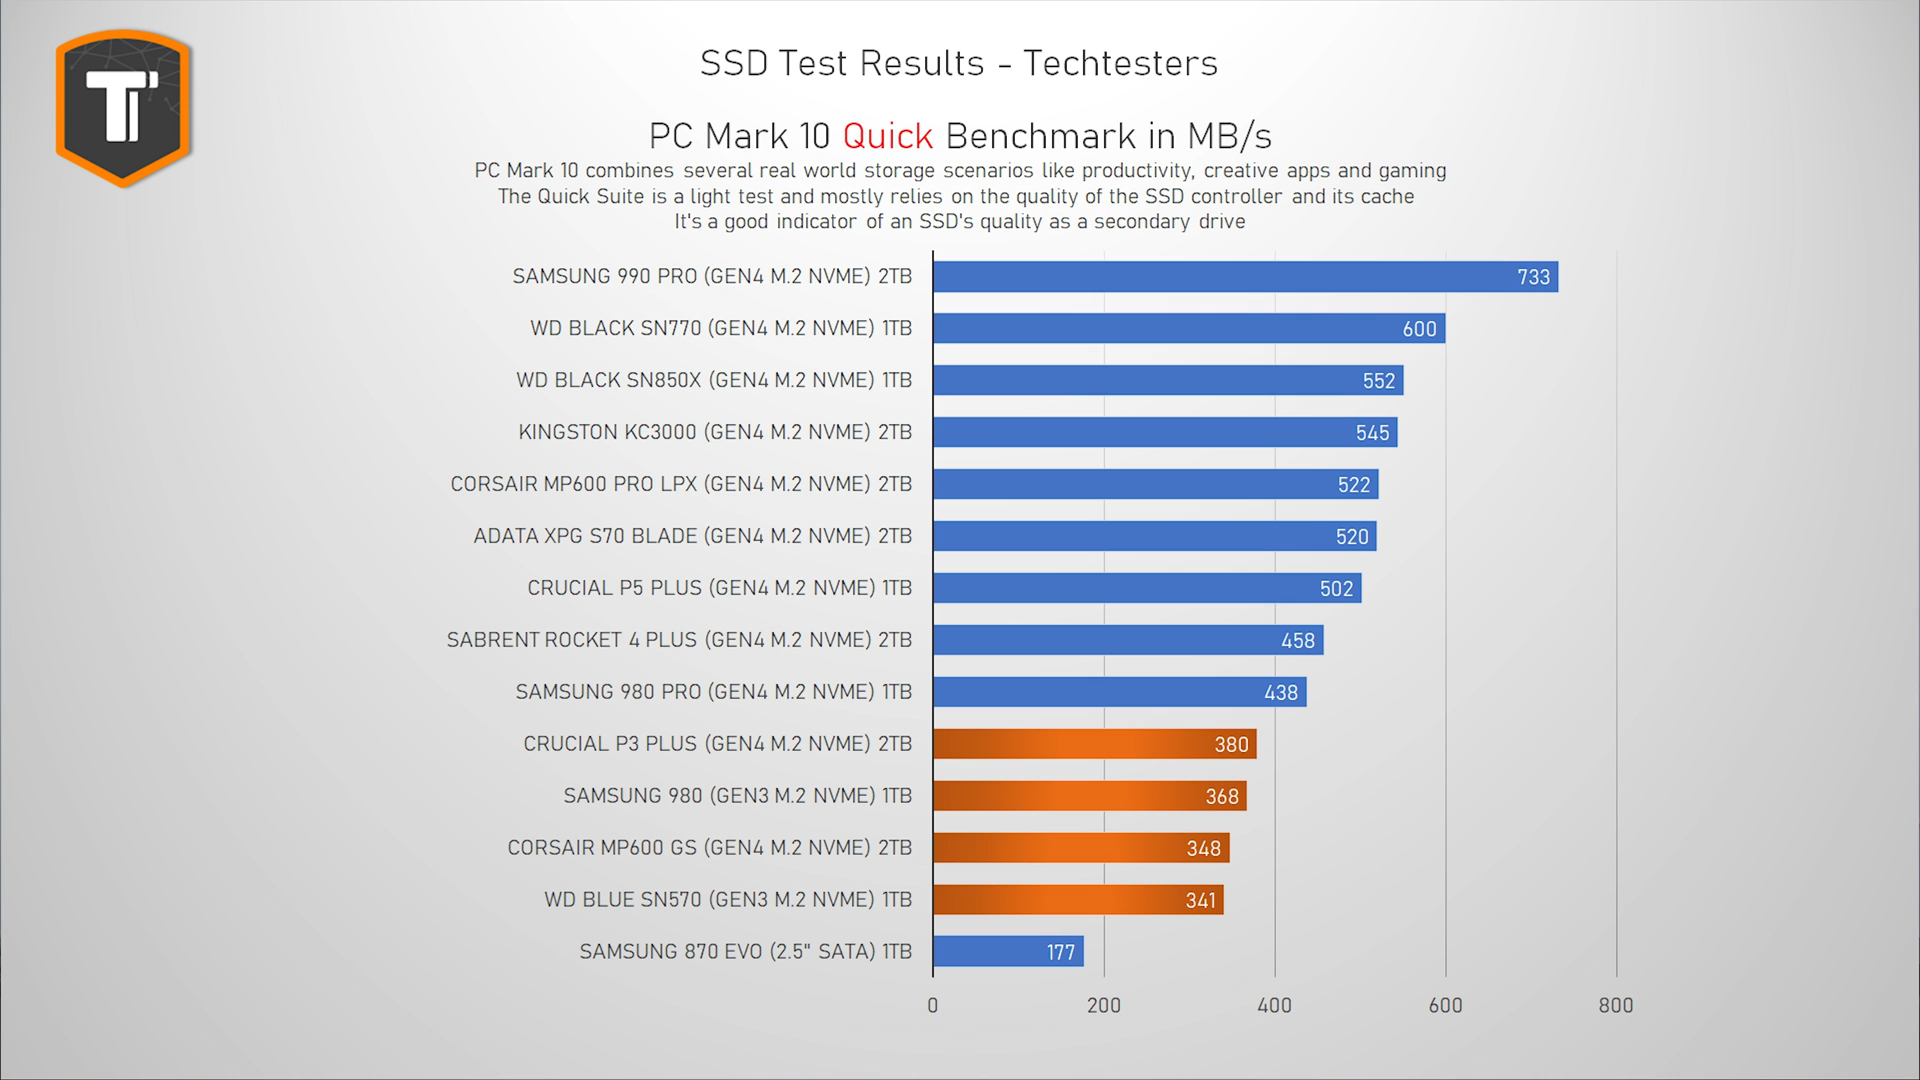 T
SSD Test Results - Techtesters
PC Mark 10 Quick Benchmark in MB/s
PC Mark 10 combines several real world storage scenarios like productivity, creative apps and gaming
The Quick Suite is a light test and mostly relies on the quality of the SSD controller and its cache
It's a good indicator of an SSD's quality as a secondary drive
SAMSUNG 990 PRO (GEN4 M.2 NVME) 2TB 733
WD BLACK SN770 (GEN4 M.2 NVME) 1TB 600
WD BLACK SN850X (GEN4 M.2 NVME) 1TB 552
KINGSTON KC3000 (GEN4 M.2 NVME) 2TB 545
CORSAIR MP600 PRO LPX (GEN4 M.2 NVME) 2TB 522
ADATA XPG S70 BLADE (GEN4 M.2 NVME) 2TB 520
CRUCIAL P5 PLUS (GEN4 M.2 NVME) 1TB 502
SABRENT ROCKET 4 PLUS (GEN4 M.2 NVME) 2TB 458
SAMSUNG 980 PRO (GEN4 M.2 NVME) 1TB 438
CRUCIAL P3 PLUS (GEN4 M.2 NVME) 2TB 380
SAMSUNG 980 (GEN3 M.2 NVME) 1TB 368
CORSAIR MP600 GS (GEN4 M.2 NVME) 2TB 348
WD BLUE SN570 (GEN3 M.2 NVME) 1TB 341
SAMSUNG 870 EVO (2.5" SATA) 1TB 177
0 200 400 600 800